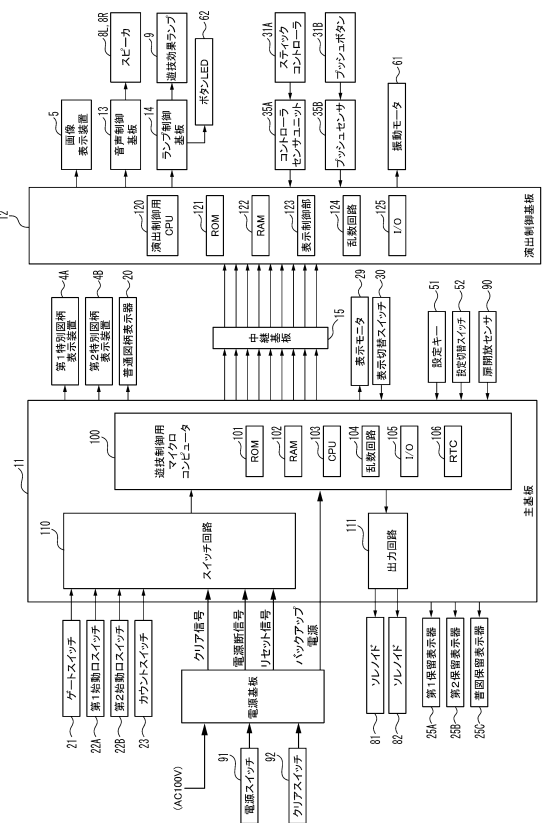 62
8L, 8R
スピーカ
9
遊技効果ランプ
ボタンLED
31A
スティック
コントローラ
31B
プッシュボタン
5
画像
表示装置
13
音声制御
基板
14
ランプ制御
基板
35A
コントローラ
センサユニット
35B
プッシュセンサ
61
振動モータ
12
120
演出制御用
CPU
121
ROM
122
RAM
123
表示制御部
124
乱数回路
125
I/O
演出制御基板
4A
第1特別図柄
表示装置
4B
第2特別図柄
表示装置
20
普通図柄表示器
中継
基板
15
29
表示モニタ
30
表示切替スイッチ
51
設定キー
52
設定切替スイッチ
90
扉開放センサ
11
100
遊技制御用
マイクロ
コンピュータ
101
ROM
102
RAM
103
CPU
104
乱数回路
105
I/O
106
RTC
主基板
110
スイッチ回路
111
出力回路
クリア信号
電源断信号
リセット信号
バックアップ
電源
ゲートスイッチ
21
第1始動口スイッチ
22A
第2始動口スイッチ
22B
カウントスイッチ
23
電源基板
(AC100V)
91
電源スイッチ
92
クリアスイッチ
ソレノイド
81
ソレノイド
82
第1保留表示器
25A
第2保留表示器
25B
普図保留表示器
25C